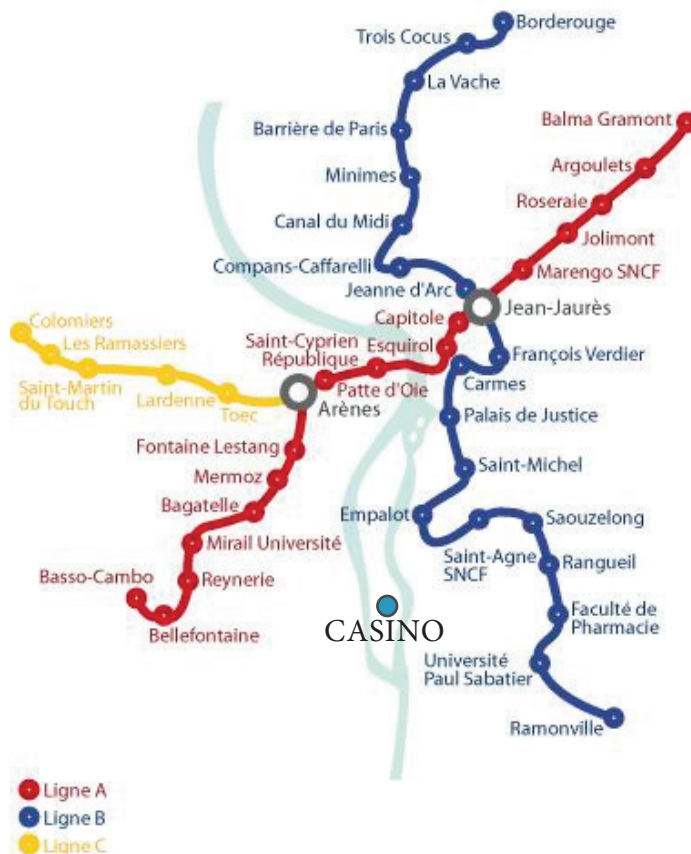 Borderouge
Trois Cocus
La Vache
Balma Gramont
Barrière de Paris
Argoulets
Minimes
Roseraie
Canal du Midi
Jolimont
Compans-Caffarelli
Marengo SNCF
Jeanne d'Arc
Jean-Jaurès
Capitole
Colomiers
Les Ramassiers
Saint-Cyprien
République
Esquirol
François Verdier
Saint-Martin
du Touch
Lardenne
Toec
Patte d'Oie
Carmes
Arènes
Palais de Justice
Fontaine Lestang
Saint-Michel
Mermoz
Bagatelle
Empalot
Saouzelong
Mirail Université
Saint-Agne
SNCF
Rangueil
Basso-Cambo
Reynerie
Faculté de
Pharmacie
Bellefontaine
CASINO
Université
Paul Sabatier
Ramonville
Ligne A
Ligne B
Ligne C